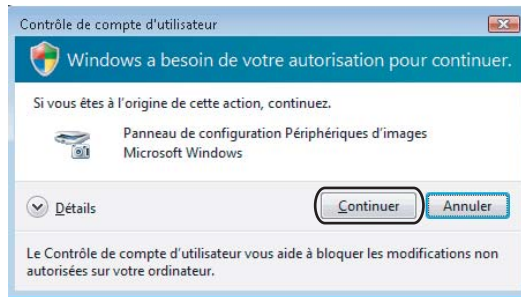 Contrôle de compte d'utilisateur
Windows a besoin de votre autorisation pour continuer.
Si vous êtes à l'origine de cette action, continuez.
Panneau de configuration Périphériques d'images
Microsoft Windows
Détails
Continuer
Annuler
Le Contrôle de compte d'utilisateur vous aide à bloquer les modifications non
autorisées sur votre ordinateur.